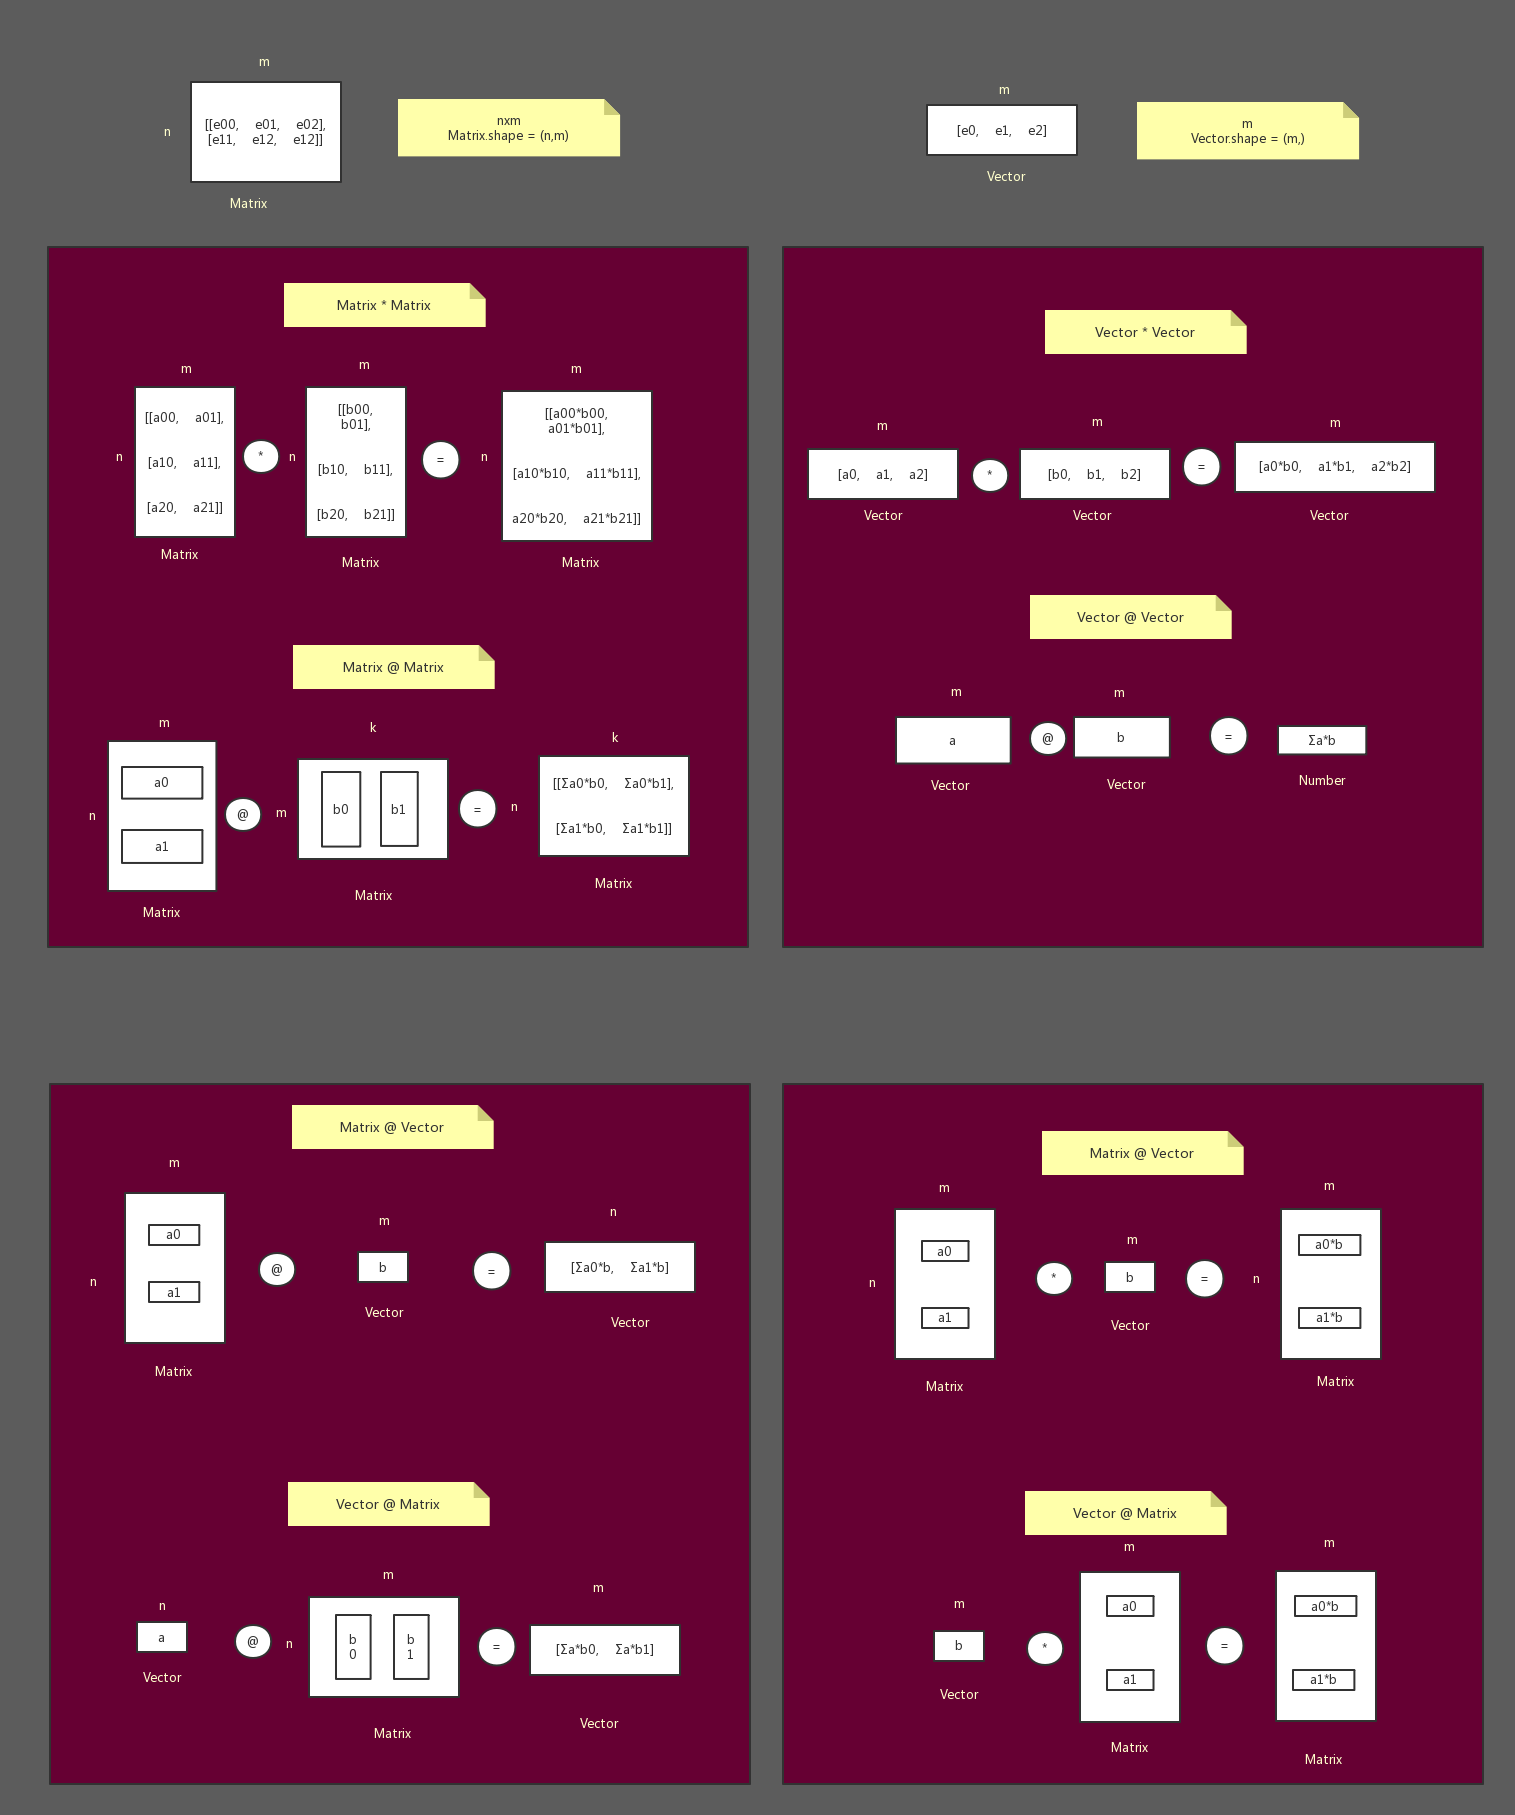 m
n
[[e00, e01, e02],
[e11, e12, e12]]
Matrix
nxm
Matrix.shape = (n,m)
m
[e0, e1, e2]
Vector
m
Vector.shape = (m,)
Matrix * Matrix
m
n
[[a00, a01],
[a10, a11],
[a20, a21]]
Matrix
*
m
n
[[b00,
b01],
[b10, b11],
[b20, b21]]
Matrix
=
m
n
[[a00*b00,
a01*b01],
[a10*b10, a11*b11],
a20*b20, a21*b21]]
Matrix
Matrix @ Matrix
m
n
a0
a1
Matrix
@
k
m
b0
b1
Matrix
=
k
n
[[Σa0*b0, Σa0*b1],
[Σa1*b0, Σa1*b1]]
Matrix
Vector * Vector
m
[a0, a1, a2]
Vector
*
m
[b0, b1, b2]
Vector
=
m
[a0*b0, a1*b1, a2*b2]
Vector
Vector @ Vector
m
a
Vector
@
m
b
Vector
=
Σa*b
Number
Matrix @ Vector
m
n
a0
a1
Matrix
@
m
b
Vector
=
n
[Σa0*b, Σa1*b]
Vector
Vector @ Matrix
n
a
Vector
@
m
n
b
0
b
1
Matrix
=
m
[Σa*b0, Σa*b1]
Vector
Matrix @ Vector
m
n
a0
a1
Matrix
*
m
b
Vector
=
m
n
a0*b
a1*b
Matrix
Vector @ Matrix
m
b
Vector
*
m
a0
a1
Matrix
=
m
a0*b
a1*b
Matrix